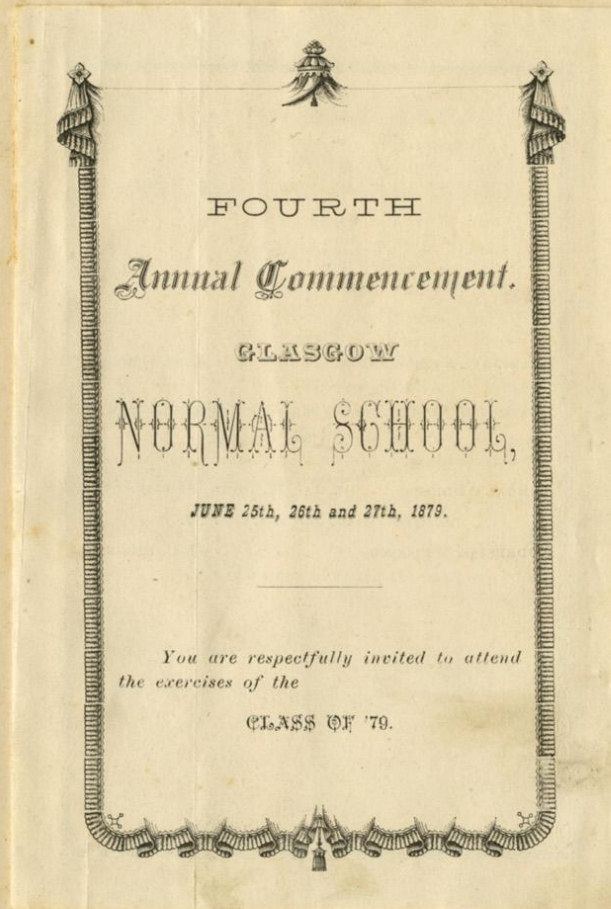 FOURTH
Annual Commencement.
GLASGOW
NORMAL SCHOOL,
JUNE 25th, 26th and 27th, 1879.
You are respectfully invited to attend
the exercises of the
CLASS OF '79.